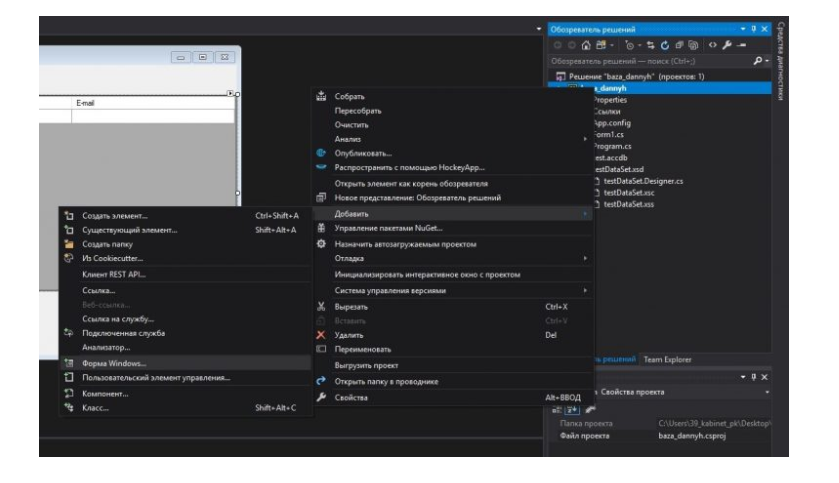 Обозреватель решений
Обозреватель решений — поиск (Ctrl+;)
Решение "baza_dannyh" (проектов: 1)
baza_dannyh
Properties
Ссылки
App.config
Form1.cs
Program.cs
test.accdb
testDataSet.xsd
testDataSet.Designer.cs
testDataSet.xsc
testDataSet.xss
Средства диагностики
E-mail
Собрать
Пересобрать
Очистить
Анализ
Опубликовать...
Распространить с помощью HockeyApp...
Открыть элемент как корень обозревателя
Новое представление: Обозреватель решений
Добавить
Управление пакетами NuGet...
Назначить автозагружаемым проектом
Отладка
Инициализировать интерактивное окно с проектом
Система управления версиями
Вырезать Ctrl+X
Вставить Ctrl+V
Удалить Del
Переименовать
Выгрузить проект
Открыть папку в проводнике
Свойства Alt+ВВОД
Создать элемент... Ctrl+Shift+A
Существующий элемент... Shift+Alt+A
Создать папку
Из Cookiecutter...
Клиент REST API...
Ссылка...
Веб-ссылка...
Ссылка на службу...
Подключенная служба
Анализатор...
Форма Windows...
Пользовательский элемент управления...
Компонент...
Класс... Shift+Alt+C
решений Team Explorer
Свойства проекта
Папка проекта C:\Users\39_kabinet_pk\Desktop\
Файл проекта baza_dannyh.csproj